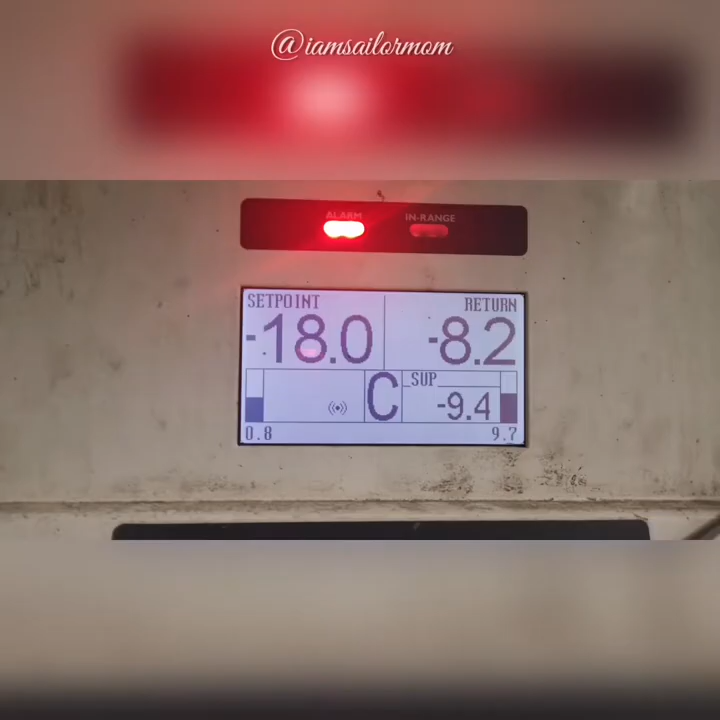 @iamsailormom
ALARM IN-RANGE
SETPOINT RETURN
-18.0 -8.2
C SUP -9.4
0.8 9.7